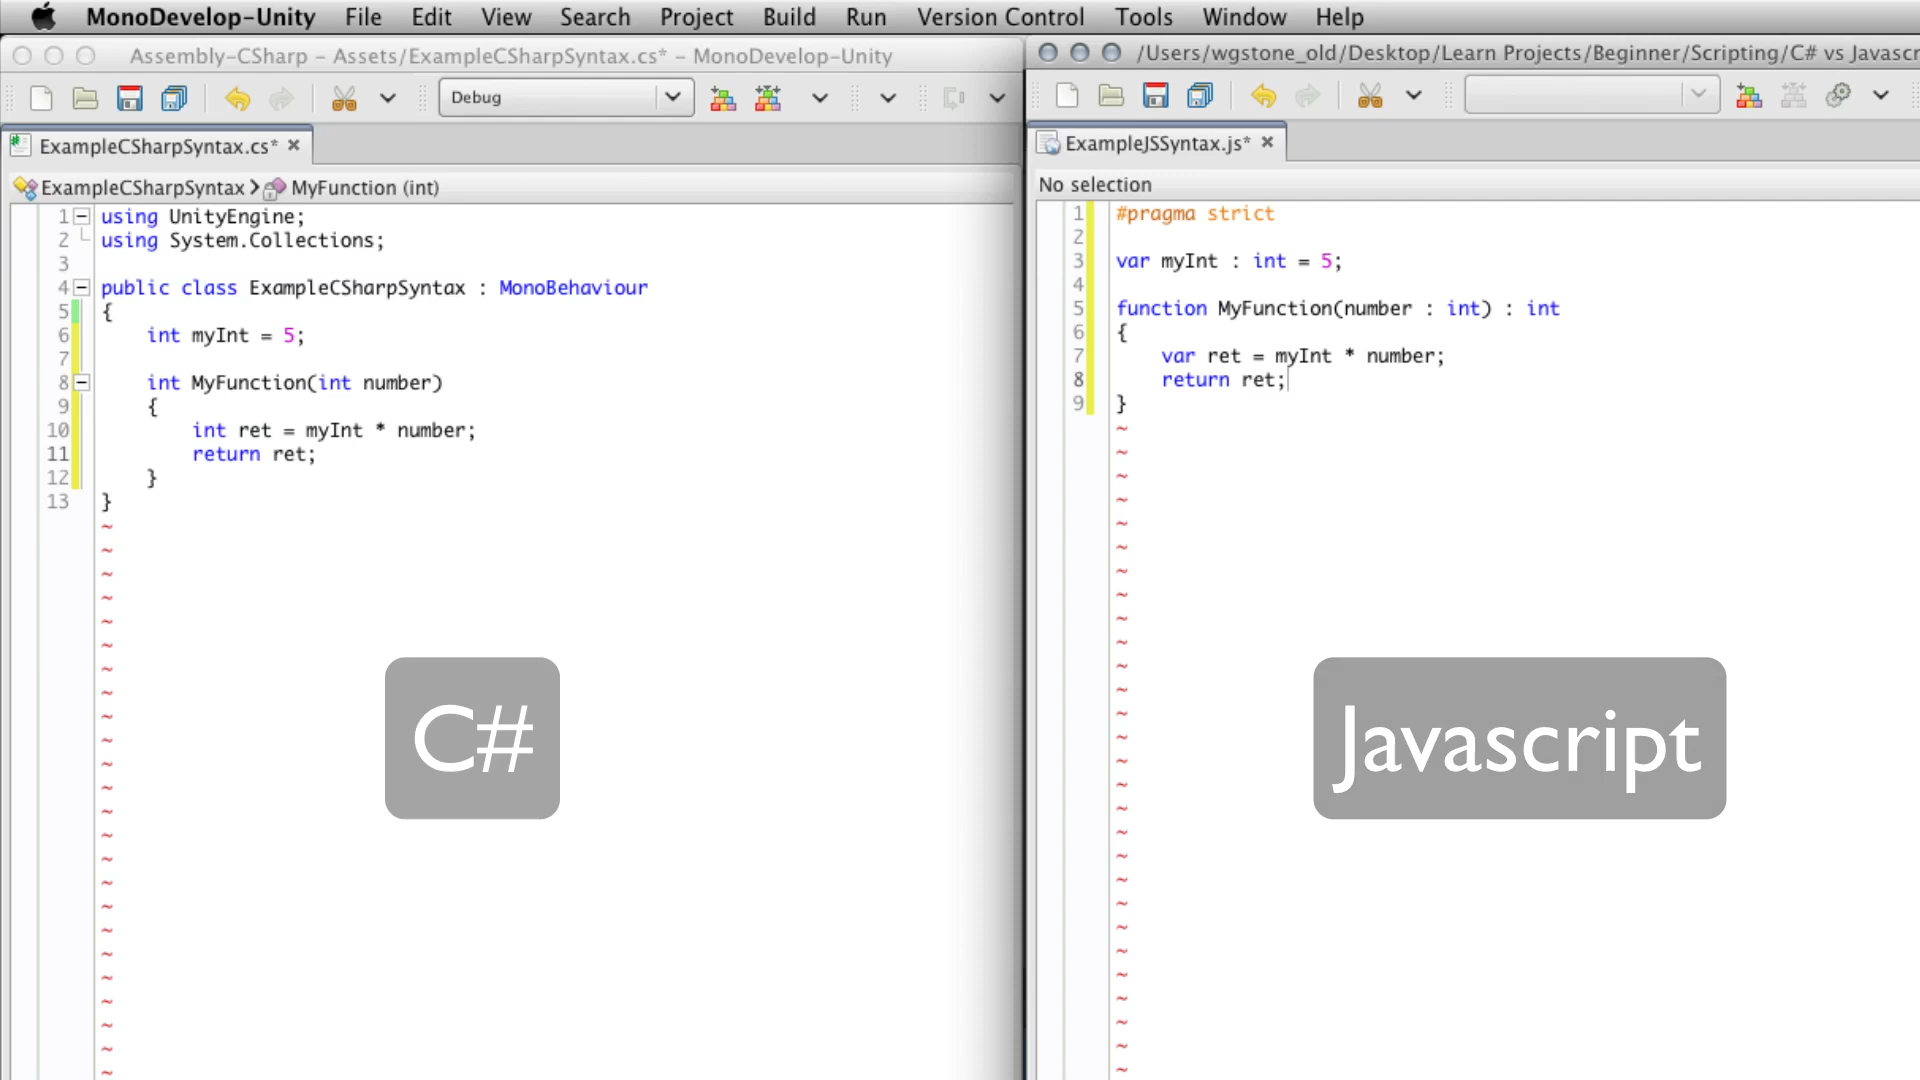 MonoDevelop-Unity File Edit View Search Project Build Run Version Control Tools Window Help
Assembly-CSharp – Assets/ExampleCSharpSyntax.cs* – MonoDevelop-Unity
Debug
ExampleCSharpSyntax.cs*
ExampleCSharpSyntax MyFunction (int)
1 using UnityEngine;
2 using System.Collections;
3
4 public class ExampleCSharpSyntax : MonoBehaviour
5 {
6 int myInt = 5;
7
8 int MyFunction(int number)
9 {
10 int ret = myInt * number;
11 return ret;
12 }
13 }
C#
/Users/wgstone_old/Desktop/Learn Projects/Beginner/Scripting/C# vs Javascr
ExampleJSSyntax.js*
No selection
1 #pragma strict
2
3 var myInt : int = 5;
4
5 function MyFunction(number : int) : int
6 {
7 var ret = myInt * number;
8 return ret;
9 }
Javascript